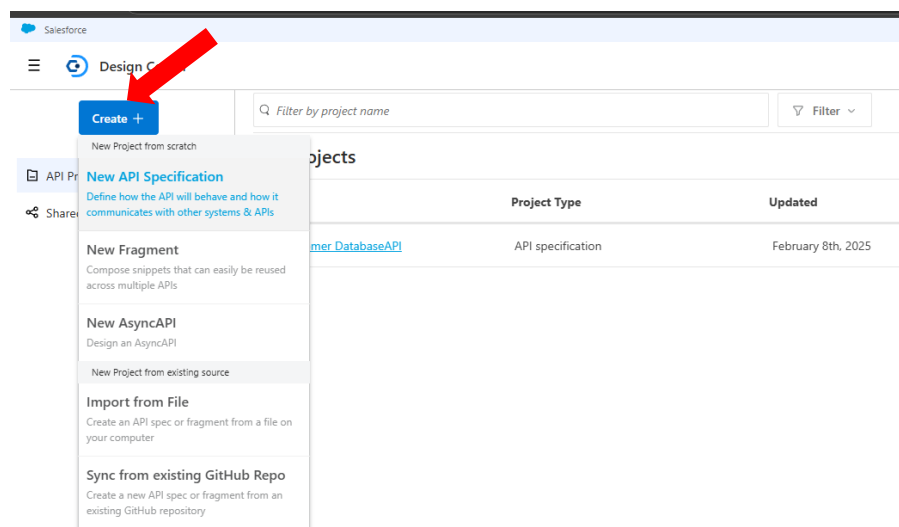 Salesforce
Design C
Create +
Filter by project name
Filter
New Project from scratch
ojects
API Pr
New API Specification
Define how the API will behave and how it
communicates with other systems & APIs
Project Type
Updated
Share
New Fragment
Compose snippets that can easily be reused
across multiple APIs
mer DatabaseAPI
API specification
February 8th, 2025
New AsyncAPI
Design an AsyncAPI
New Project from existing source
Import from File
Create an API spec or fragment from a file on
your computer
Sync from existing GitHub Repo
Create a new API spec or fragment from an
existing GitHub repository